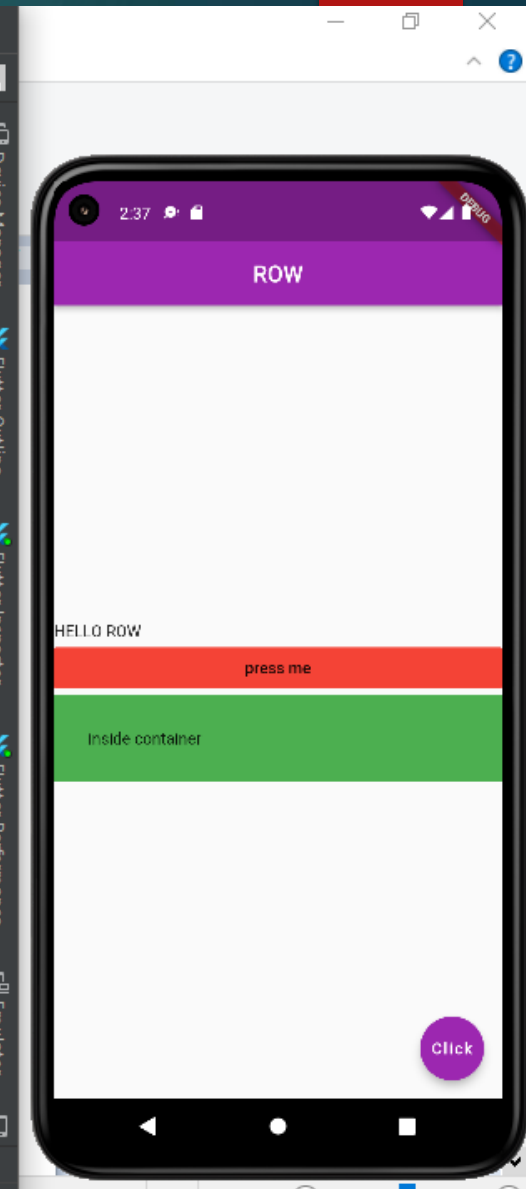 ?
2:37
DEBUG
ROW
HELLO ROW
press me
inside container
Click